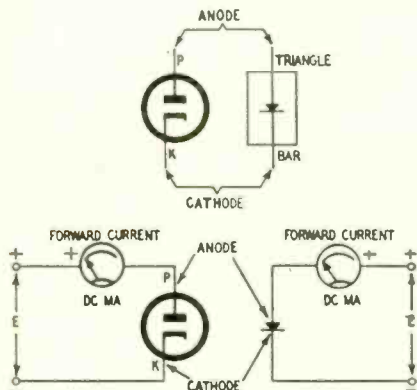 ANODE
P
TRIANGLE
K
BAR
CATHODE
FORWARD CURRENT
ANODE
FORWARD CURRENT
+
+
+
+
DC MA
P
DC MA
E
E
K
-
CATHODE
-